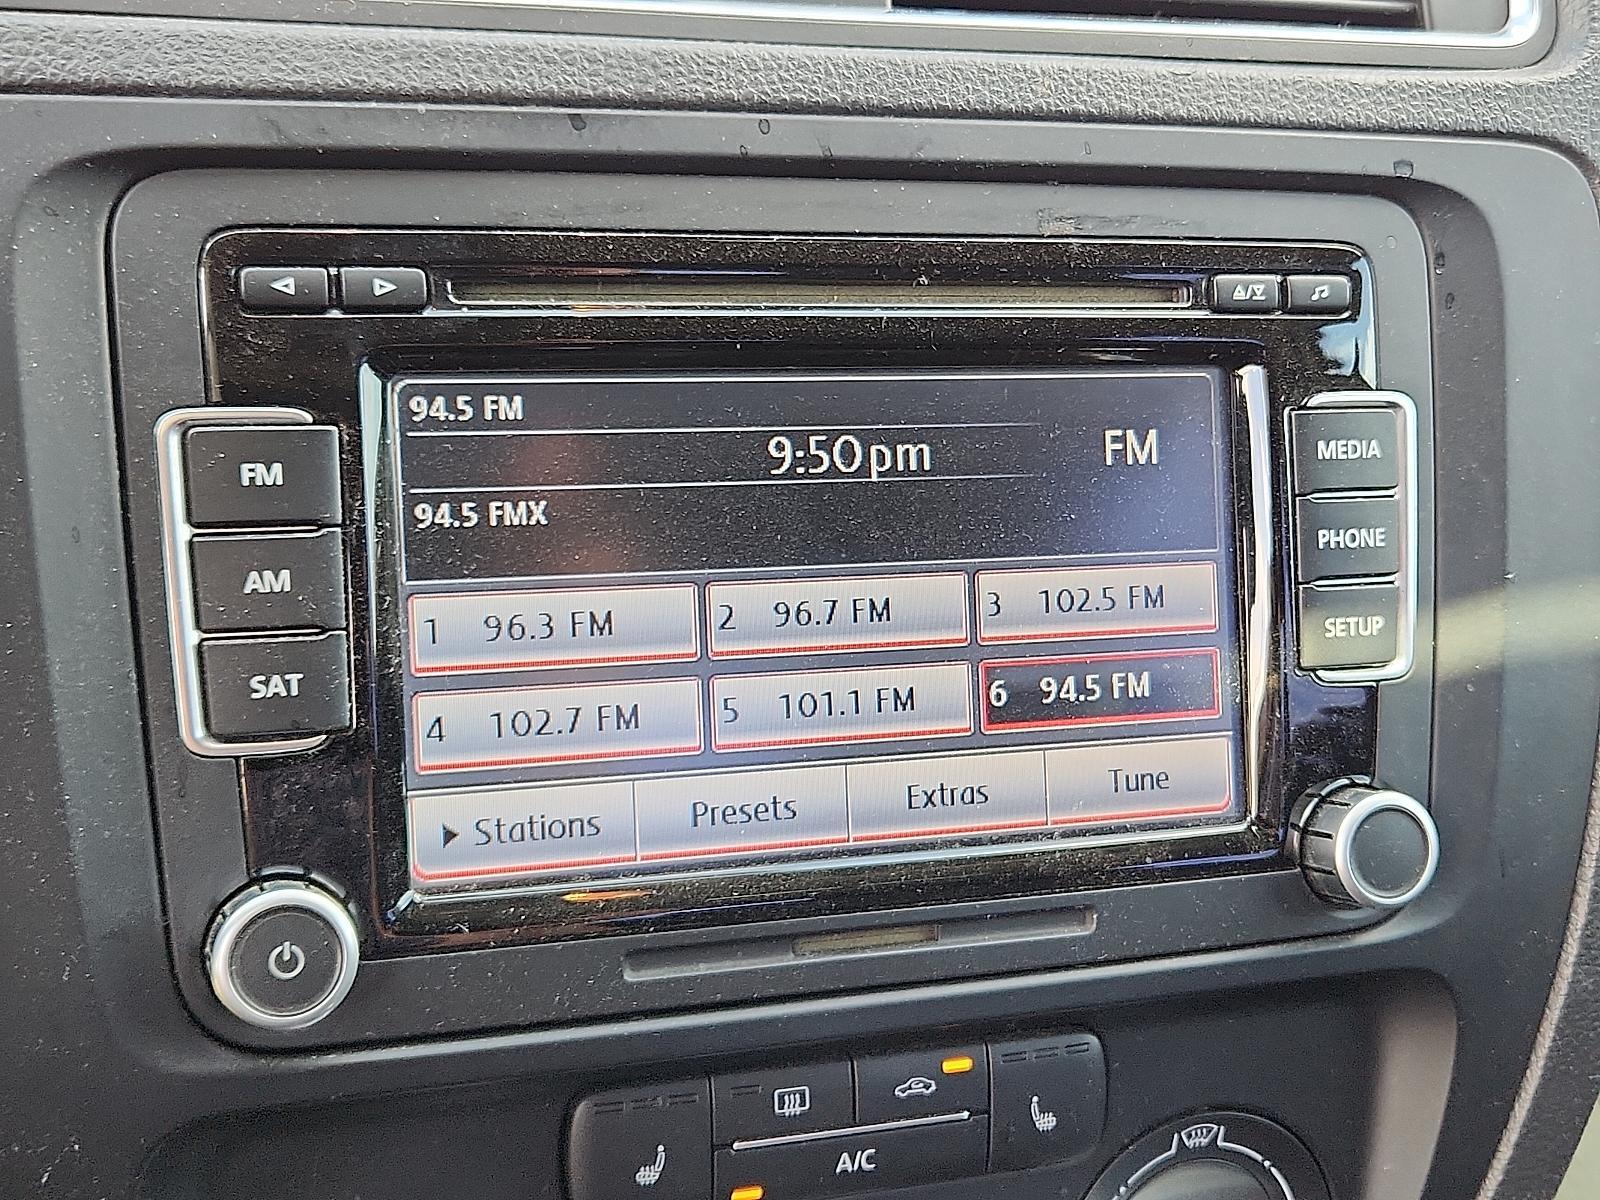 94.5 FM
9:50pm FM
94.5 FMX
1 96.3 FM 2 96.7 FM 3 102.5 FM
4 102.7 FM 5 101.1 FM 6 94.5 FM
Stations Presets Extras Tune
FM
AM
SAT
MEDIA
PHONE
SETUP
A/C